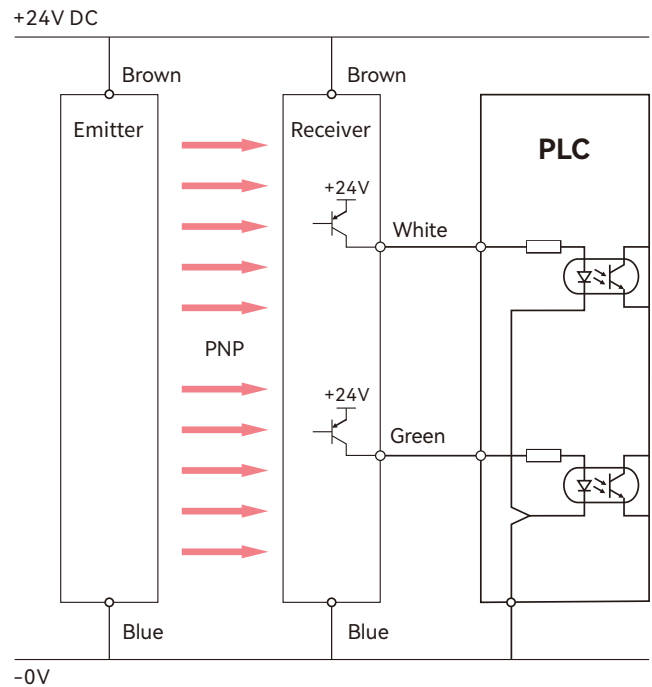 +24V DC
Brown
Brown
Emitter
Receiver
PLC
+24V
White
PNP
+24V
Green
Blue
Blue
-0V